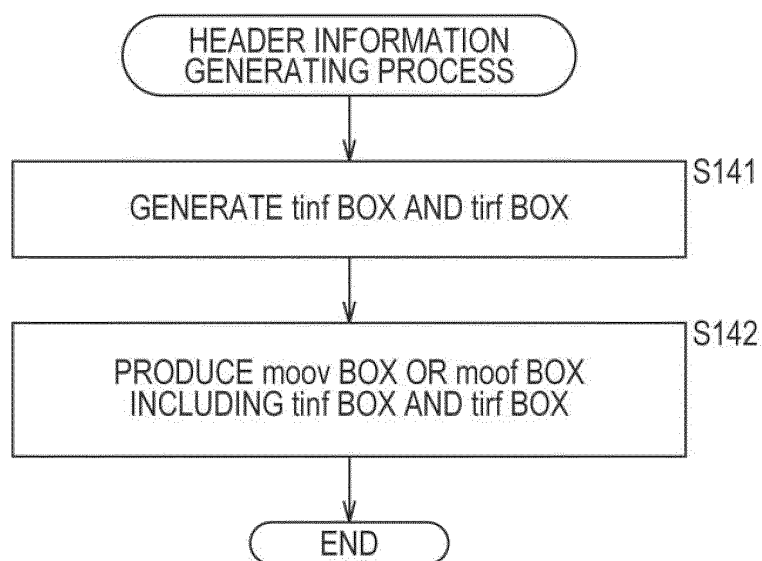 HEADER INFORMATION
GENERATING PROCESS
S141
GENERATE tinf BOX AND tirf BOX
S142
PRODUCE moov BOX OR moof BOX
INCLUDING tinf BOX AND tirf BOX
END